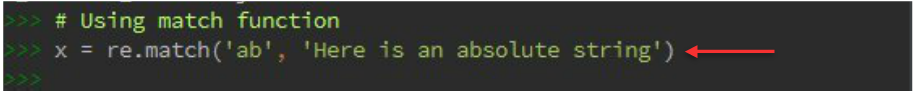 >>> # Using match function
>>> x = re.match('ab', 'Here is an absolute string')
>>>